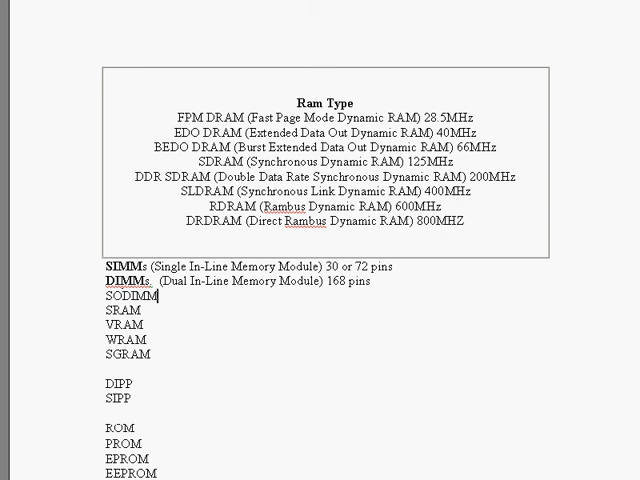 Ram Type
FPM DRAM (Fast Page Mode Dynamic RAM) 28.5MHz
EDO DRAM (Extended Data Out Dynamic RAM) 40MHz
BEDO DRAM (Burst Extended Data Out Dynamic RAM) 66MHz
SDRAM (Synchronous Dynamic RAM) 125MHz
DDR SDRAM (Double Data Rate Synchronous Dynamic RAM) 200MHz
SLDRAM (Synchronous Link Dynamic RAM) 400MHz
RDRAM (Rambus Dynamic RAM) 600MHz
DRDRAM (Direct Rambus Dynamic RAM) 800MHZ
SIMMs (Single In-Line Memory Module) 30 or 72 pins
DIMMs (Dual In-Line Memory Module) 168 pins
SODIMM
SRAM
VRAM
WRAM
SGRAM
DIPP
SIPP
ROM
PROM
EPROM
EEPROM